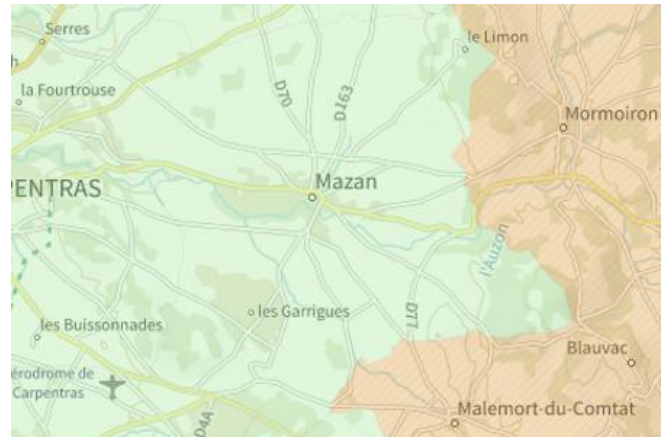 Serres
le Limon
h
la Fourtrouse
D70
D163
Mormoiron
PENTRAS
Mazan
l'Auzon
les Garrigues
D77
les Buissonnades
Blauvac
érodrome de
Carpentras
D4A
Malemort-du-Comtat